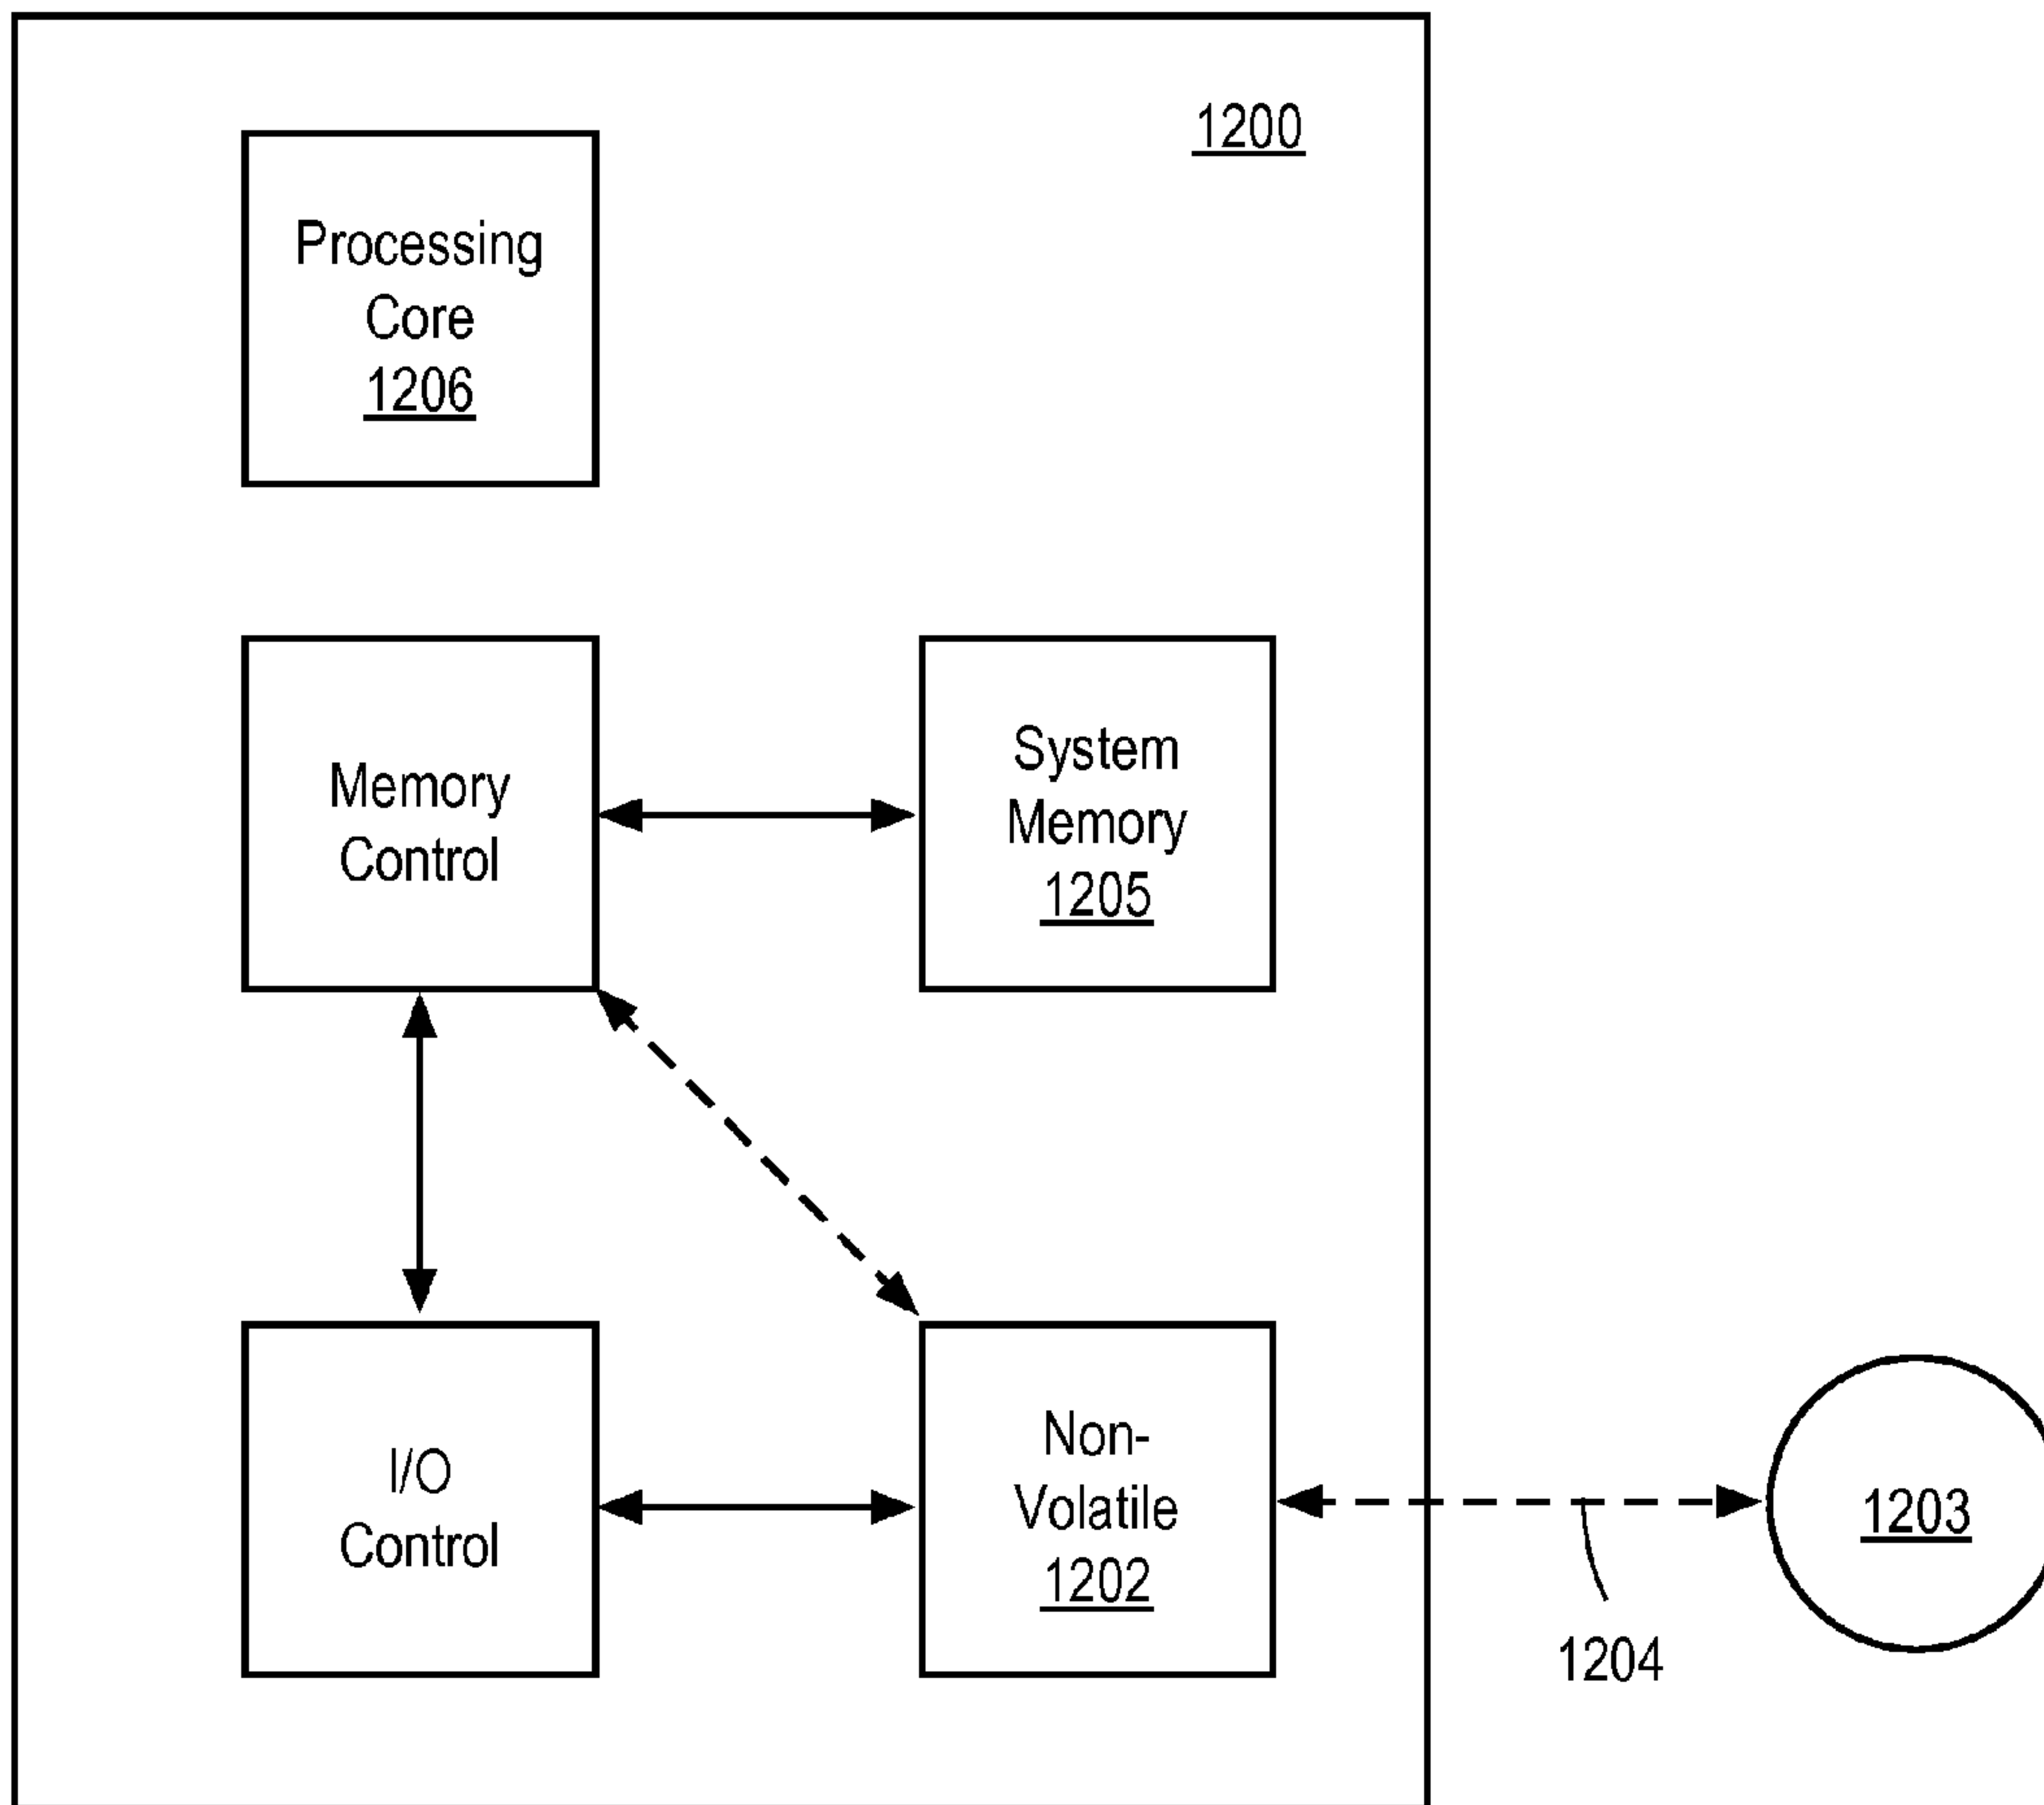 1200
Processing
Core
1206
Memory
Control
System
Memory
1205
I/O
Control
Non-
Volatile
1202
1203
1204